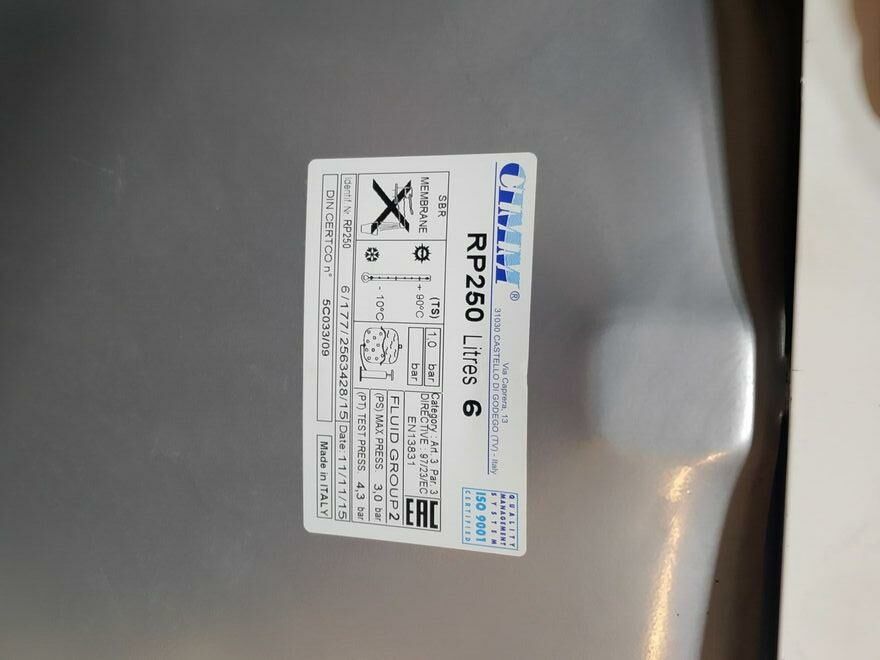 CIMM®
Via Caprera, 13
31030 CASTELLO DI GODEGO (TV) - Italy
QUALITY
MANAGEMENT
SYSTEM
ISO 9001
CERTIFIED
RP250 Litres 6
SBR
MEMBRANE
(TS)
+ 90°C
- 10°C
1,0 bar
bar
Category : Art. 3 Par. 3
DIRECTIVE : 97/23/EC
EN13831
EAC
FLUID GROUP 2
(PS) MAX PRESS. 3,0 bar
(PT) TEST PRESS. 4,3 bar
Identif. Nr. RP250 6/177/2563428/15 Date: 11/11/15
DIN CERTCO n° 5C033/09 Made in ITALY